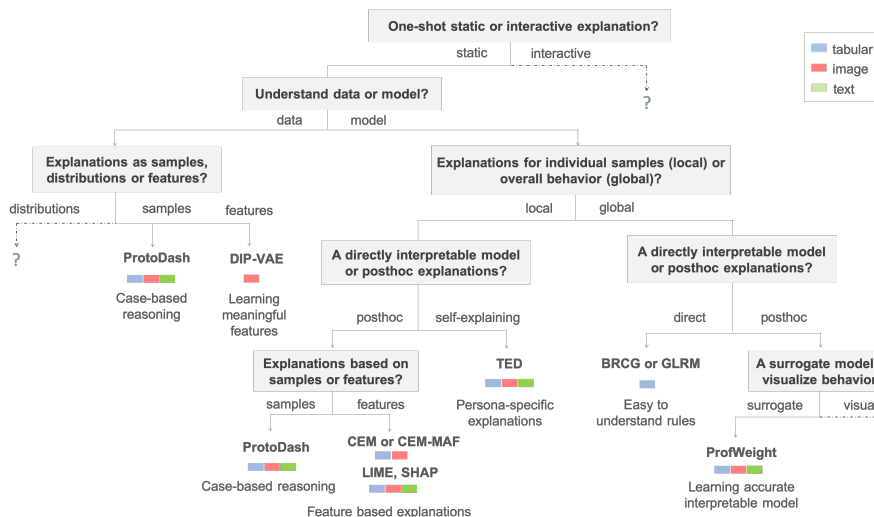 One-shot static or interactive explanation?
static
interactive
tabular
image
text
?
Understand data or model?
data
model
Explanations as samples,
distributions or features?
Explanations for individual samples (local) or
overall behavior (global)?
distributions
samples
features
local
global
?
ProtoDash
Case-based
reasoning
DIP-VAE
Learning
meaningful
features
A directly interpretable model
or posthoc explanations?
A directly interpretable model
or posthoc explanations?
posthoc
self-explaining
direct
posthoc
Explanations based on
samples or features?
TED
Persona-specific
explanations
BRCG or GLRM
Easy to
understand rules
A surrogate model
visualize behavior
samples
features
surrogate
visua
ProtoDash
Case-based reasoning
CEM or CEM-MAF
LIME, SHAP
Feature based explanations
ProfWeight
Learning accurate
interpretable model